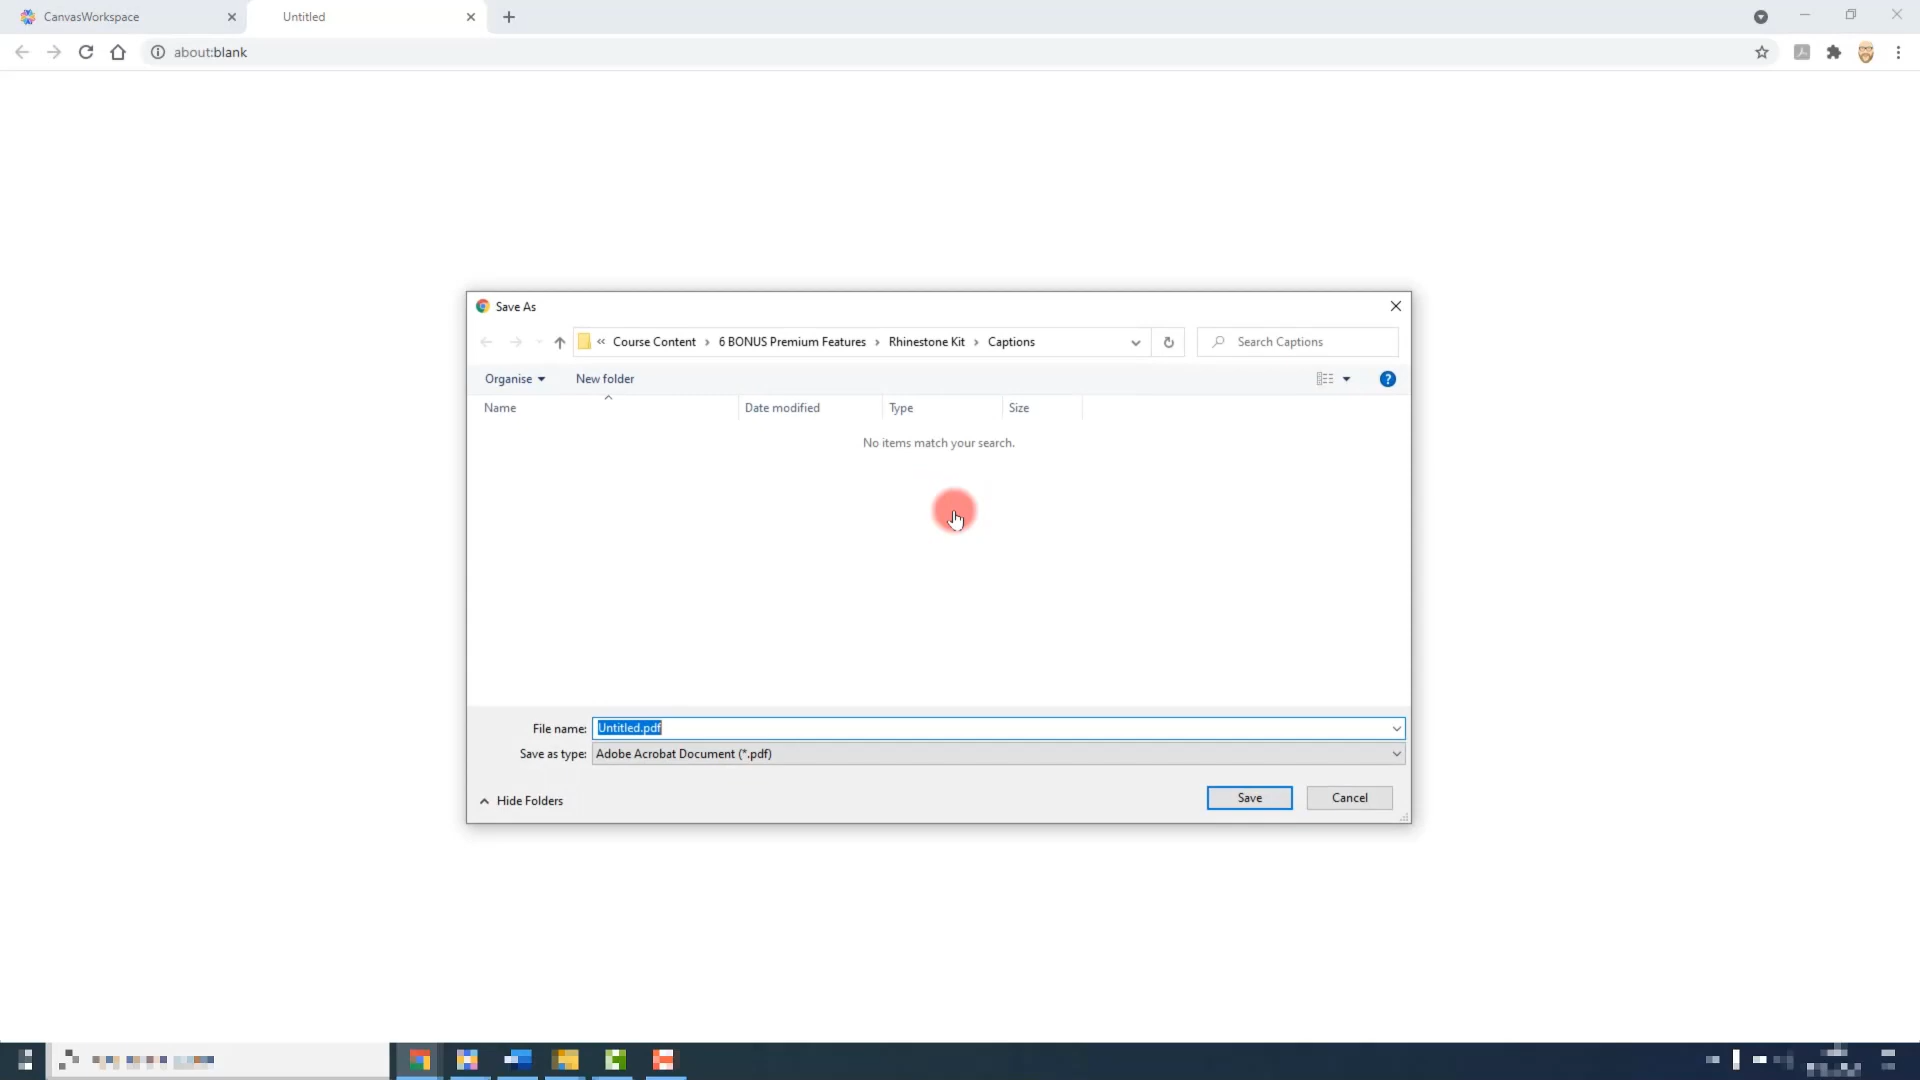 CanvasWorkspace
Untitled
about:blank
Save As
« Course Content › 6 BONUS Premium Features › Rhinestone Kit › Captions
Search Captions
Organise
New folder
?
Name
Date modified
Type
Size
No items match your search.
File name: Untitled.pdf
Save as type: Adobe Acrobat Document (*.pdf)
Hide Folders
Save
Cancel